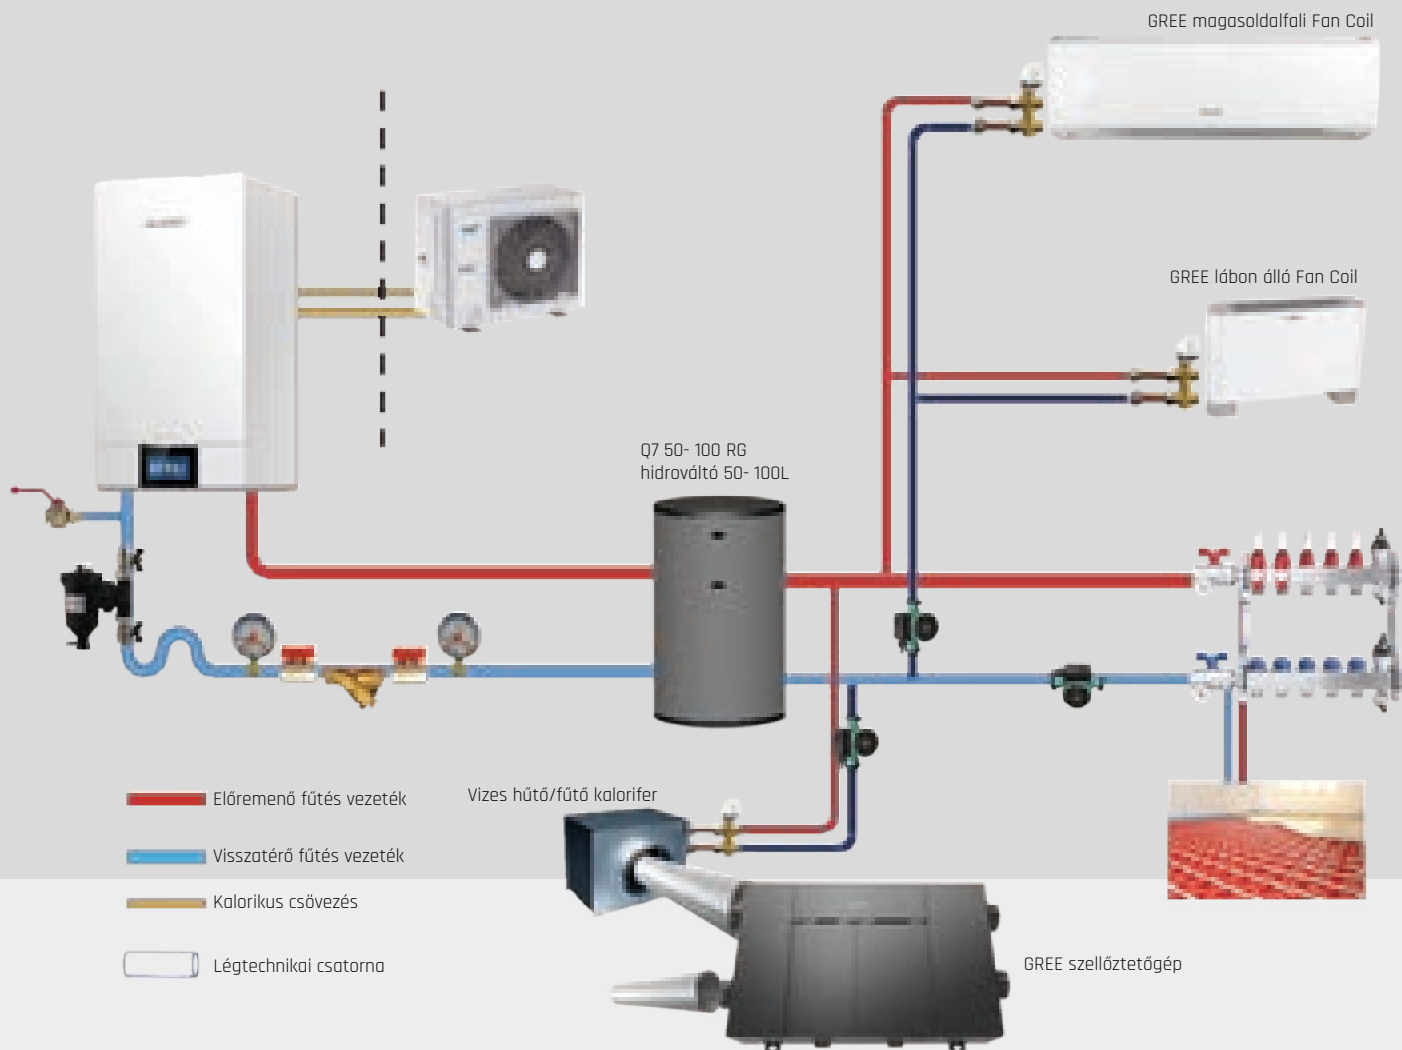 GREE magasoldalfali Fan Coil
GREE lábon álló Fan Coil
Q7 50- 100 RG
hidrováltó 50- 100L
Előremenő fűtés vezeték
Vizes hűtő/fűtő kalorifer
Visszatérő fűtés vezeték
Kalorikus csövezés
Légtechnikai csatorna
GREE szellőztetőgép